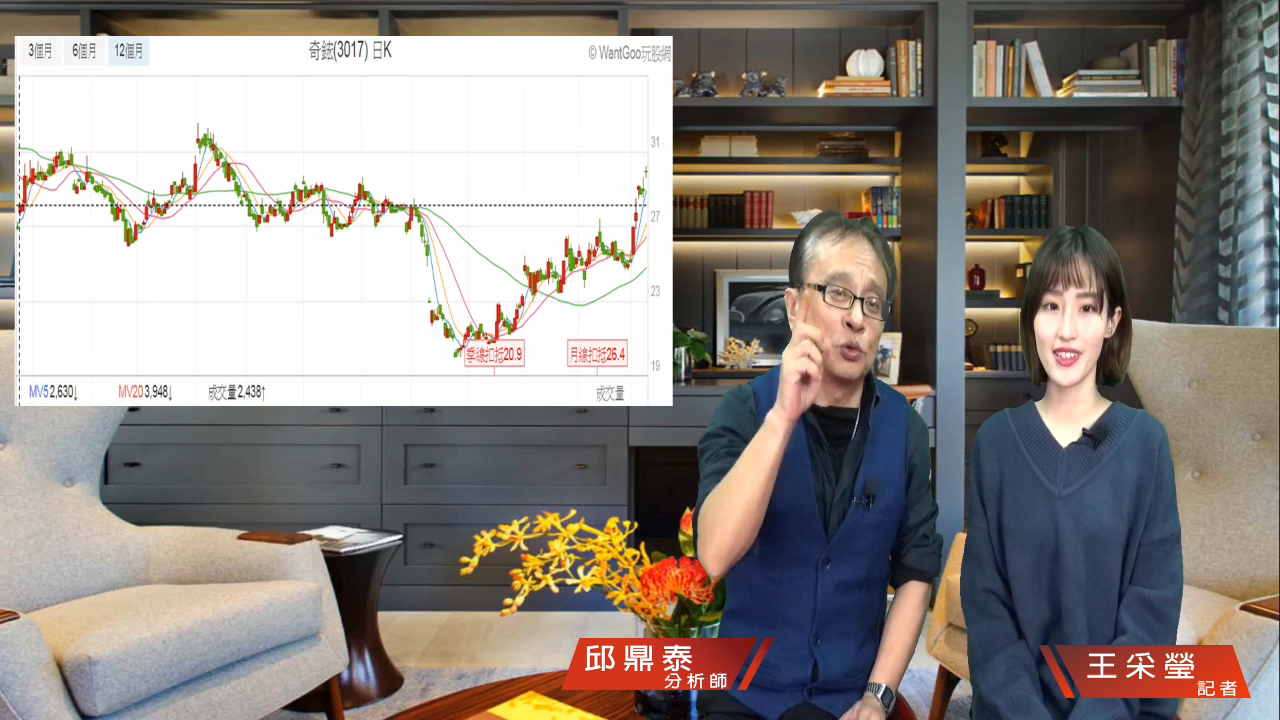 3個月 6個月 12個月 奇鋐(3017) 日K © WantGoo玩股網
31
27
23
19
季線扣抵20.9 月線扣抵26.4
MV5 2,630↓ MV20 3,948↓ 成交量 2,438↑ 成交量
邱鼎泰
分析師
王采瑩
記者